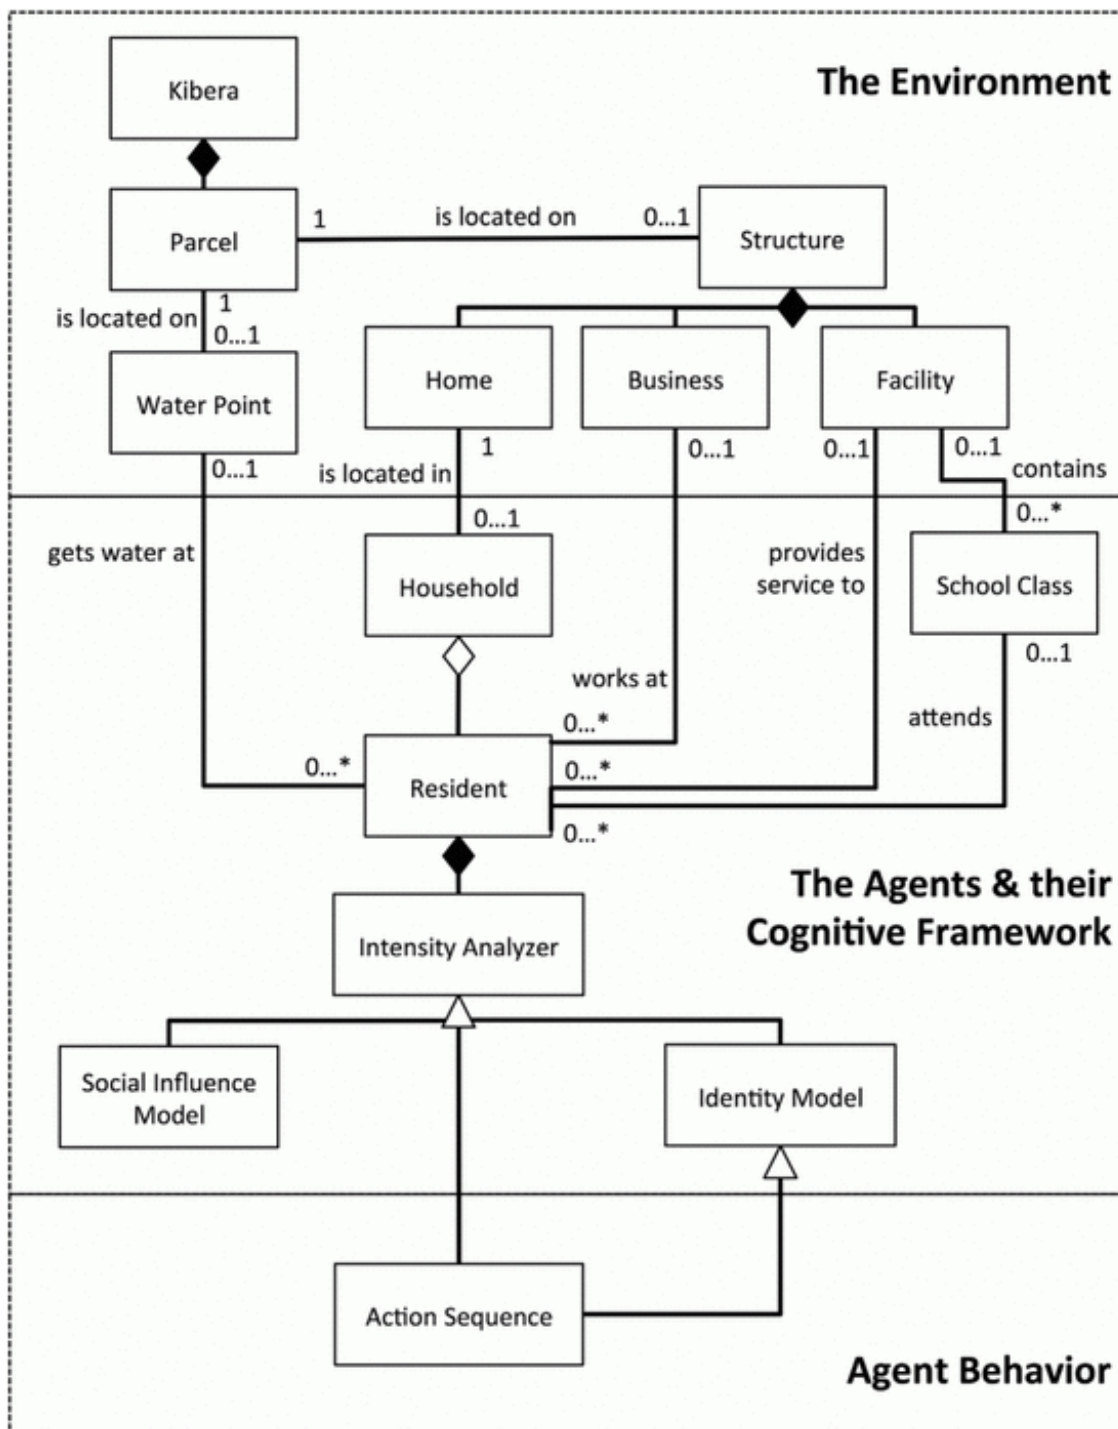 Kibera
The Environment
Parcel
1
is located on
0...1
Structure
is located on
1
0...1
Water Point
Home
Business
Facility
0...1
is located in
1
0...1
0...1
0...1
contains
gets water at
0...1
0...*
Household
provides
service to
School Class
0...1
works at
0...*
attends
0...*
0...*
Resident
0...*
The Agents & their
Cognitive Framework
Intensity Analyzer
Social Influence
Model
Identity Model
Action Sequence
Agent Behavior